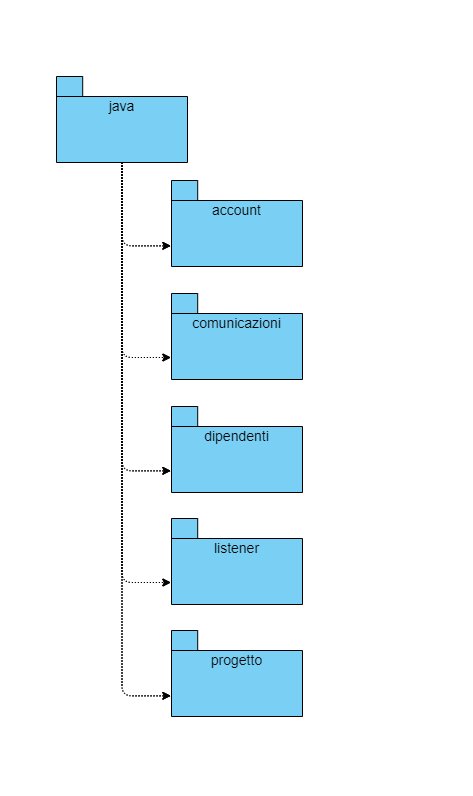 java
account
comunicazioni
dipendenti
listener
progetto